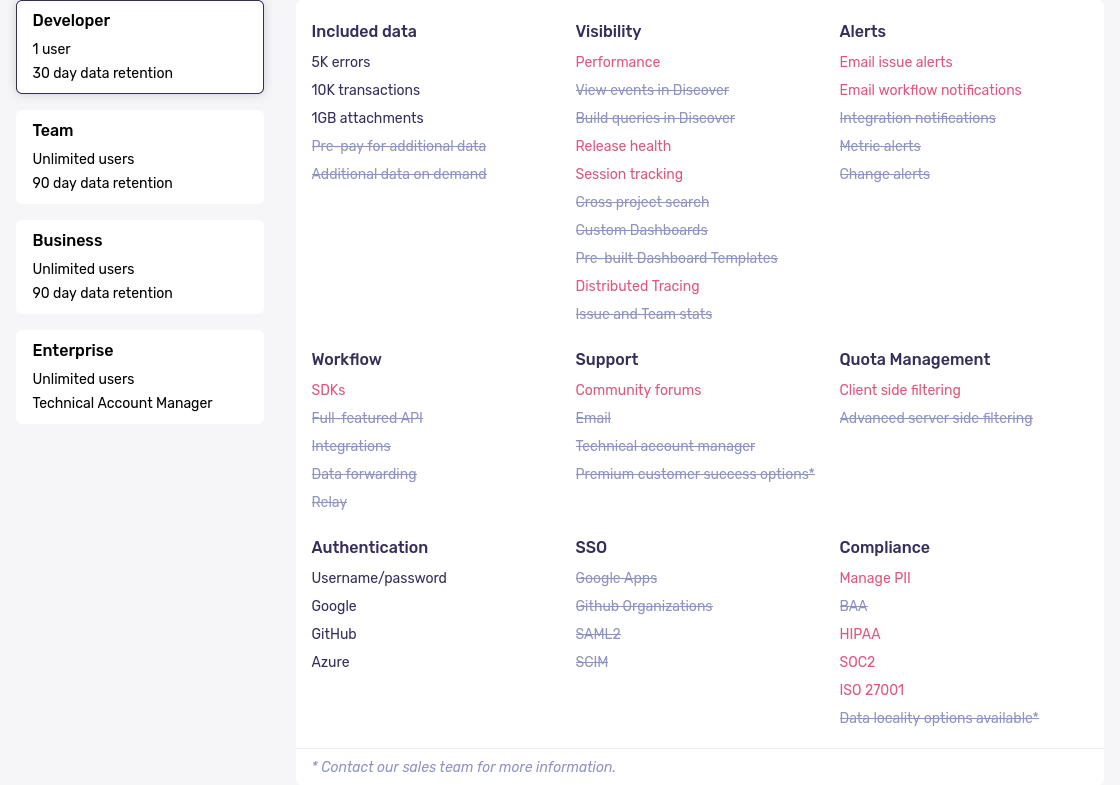 Developer
1 user
30 day data retention
Team
Unlimited users
90 day data retention
Business
Unlimited users
90 day data retention
Enterprise
Unlimited users
Technical Account Manager
Included data
5K errors
10K transactions
1GB attachments
Pre-pay for additional data
Additional data on demand
Visibility
Performance
View events in Discover
Build queries in Discover
Release health
Session tracking
Cross project search
Custom Dashboards
Pre-built Dashboard Templates
Distributed Tracing
Issue and Team stats
Alerts
Email issue alerts
Email workflow notifications
Integration notifications
Metric alerts
Change alerts
Workflow
SDKs
Full-featured API
Integrations
Data forwarding
Relay
Support
Community forums
Email
Technical account manager
Premium customer success options*
Quota Management
Client side filtering
Advanced server side filtering
Authentication
Username/password
Google
GitHub
Azure
SSO
Google Apps
Github Organizations
SAML2
SCIM
Compliance
Manage PII
BAA
HIPAA
SOC2
ISO 27001
Data locality options available*
* Contact our sales team for more information.